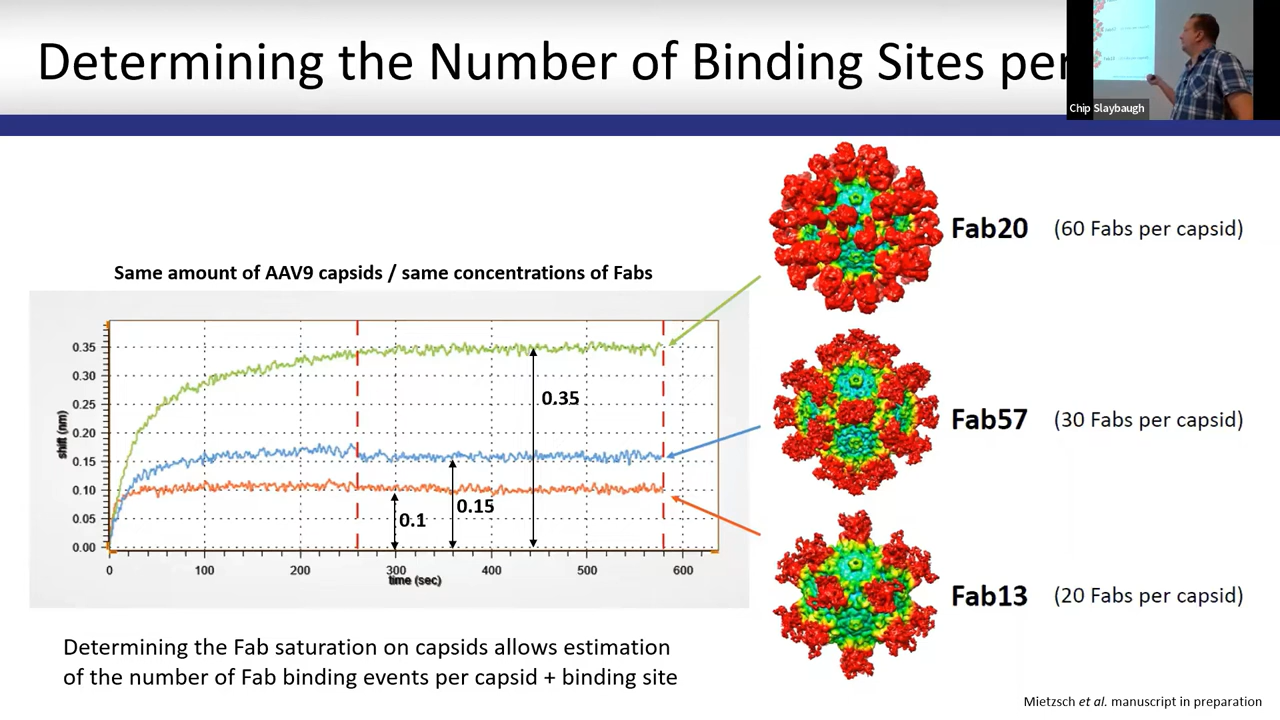 Determining the Number of Binding Sites per
Chip Slaybaugh
Fab20 (60 Fabs per capsid)
Same amount of AAV9 capsids / same concentrations of Fabs
0.35
0.30
0.25
0.20
0.15
0.10
0.05
0.00
shift (nm)
0.35
0.15
0.1
0 100 200 300 400 500 600
time (sec)
Fab57 (30 Fabs per capsid)
Fab13 (20 Fabs per capsid)
Determining the Fab saturation on capsids allows estimation
of the number of Fab binding events per capsid + binding site
Mietzsch et al. manuscript in preparation